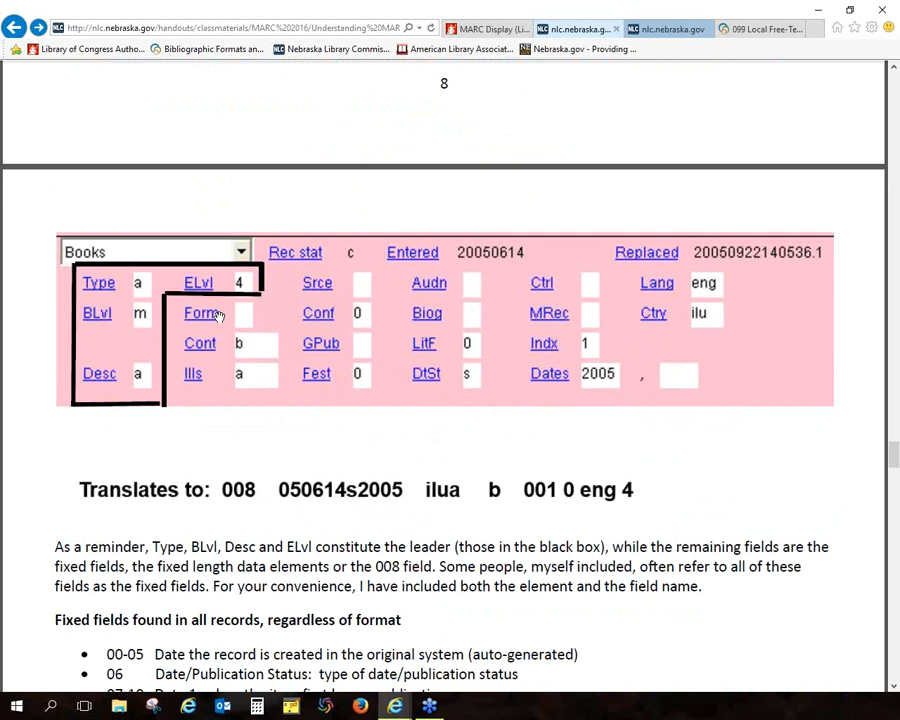 http://nlc.nebraska.gov/handouts/classmaterials/MARC%202016/Understanding%20MAR
MARC Display (Li...
nlc.nebraska.g...
nlc.nebraska.gov
099 Local Free-Te...
Library of Congress Autho...
Bibliographic Formats an...
Nebraska Library Commiss...
American Library Associat...
Nebraska.gov - Providing ...
8
Books Rec stat c Entered 20050614 Replaced 20050922140536.1
Type a ELvl 4 Srce Audn Ctrl Lang eng
BLvl m Form Conf 0 Biog MRec Ctry ilu
Cont b GPub LitF 0 Indx 1
Desc a Ills a Fest 0 DtSt s Dates 2005 ,
Translates to: 008 050614s2005 ilua b 001 0 eng 4
As a reminder, Type, BLvl, Desc and ELvl constitute the leader (those in the black box), while the remaining fields are the
fixed fields, the fixed length data elements or the 008 field. Some people, myself included, often refer to all of these
fields as the fixed fields. For your convenience, I have included both the element and the field name.
Fixed fields found in all records, regardless of format
• 00-05 Date the record is created in the original system (auto-generated)
• 06 Date/Publication Status: type of date/publication status